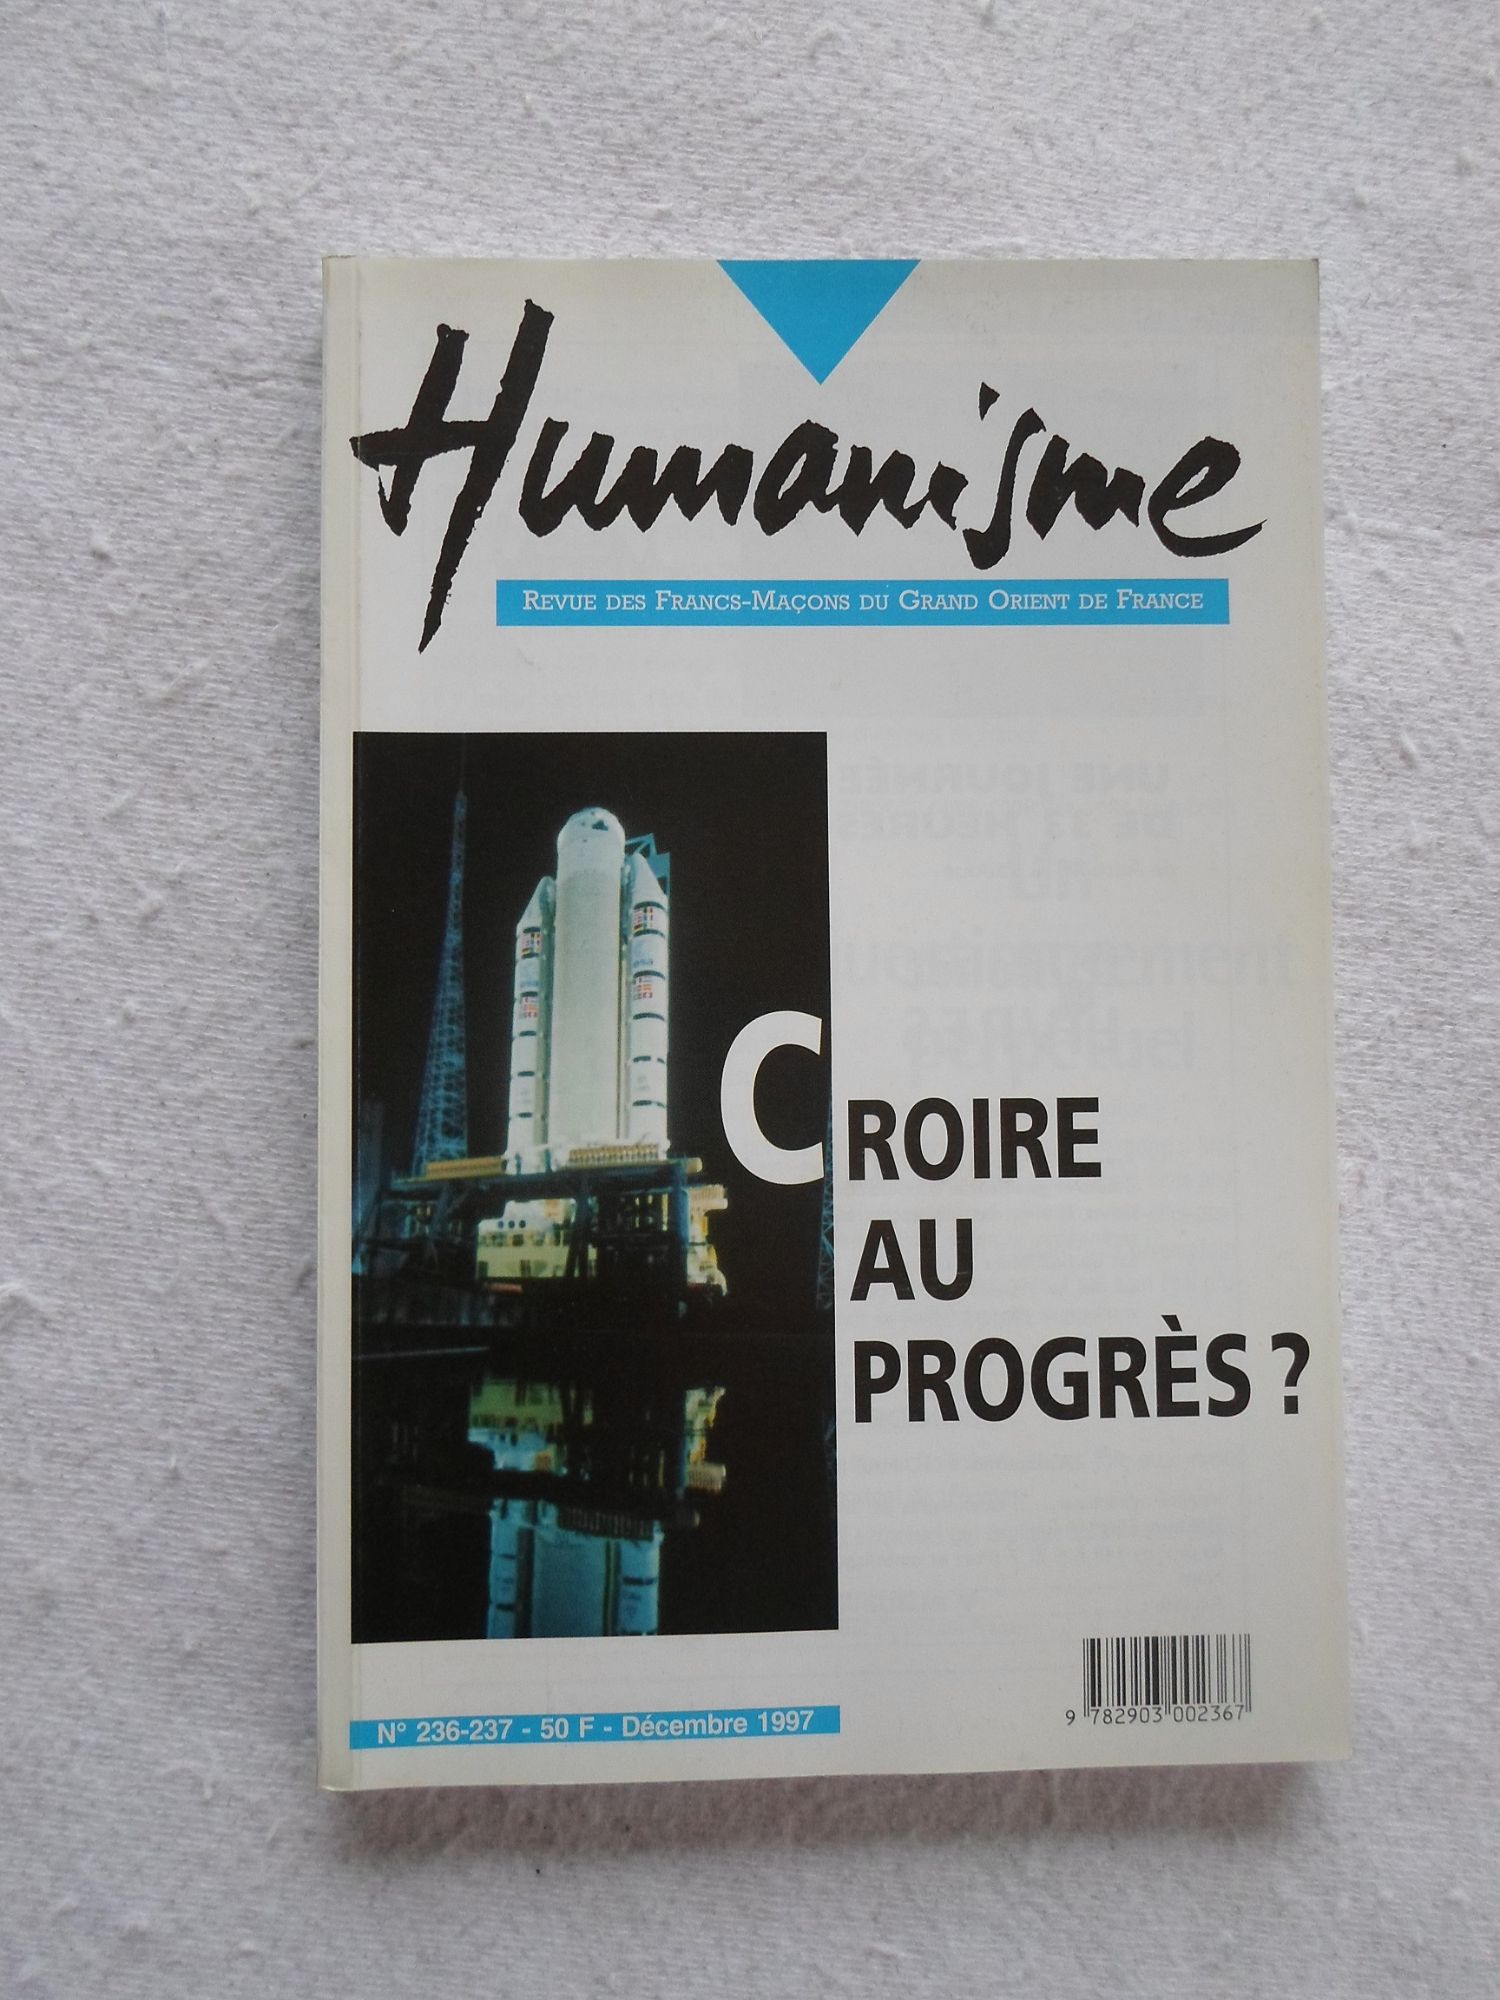 Humanisme
REVUE DES FRANCS-MAÇONS DU GRAND ORIENT DE FRANCE
CROIRE
AU
PROGRÈS ?
N° 236-237 - 50 F - Décembre 1997
9 782903 002367